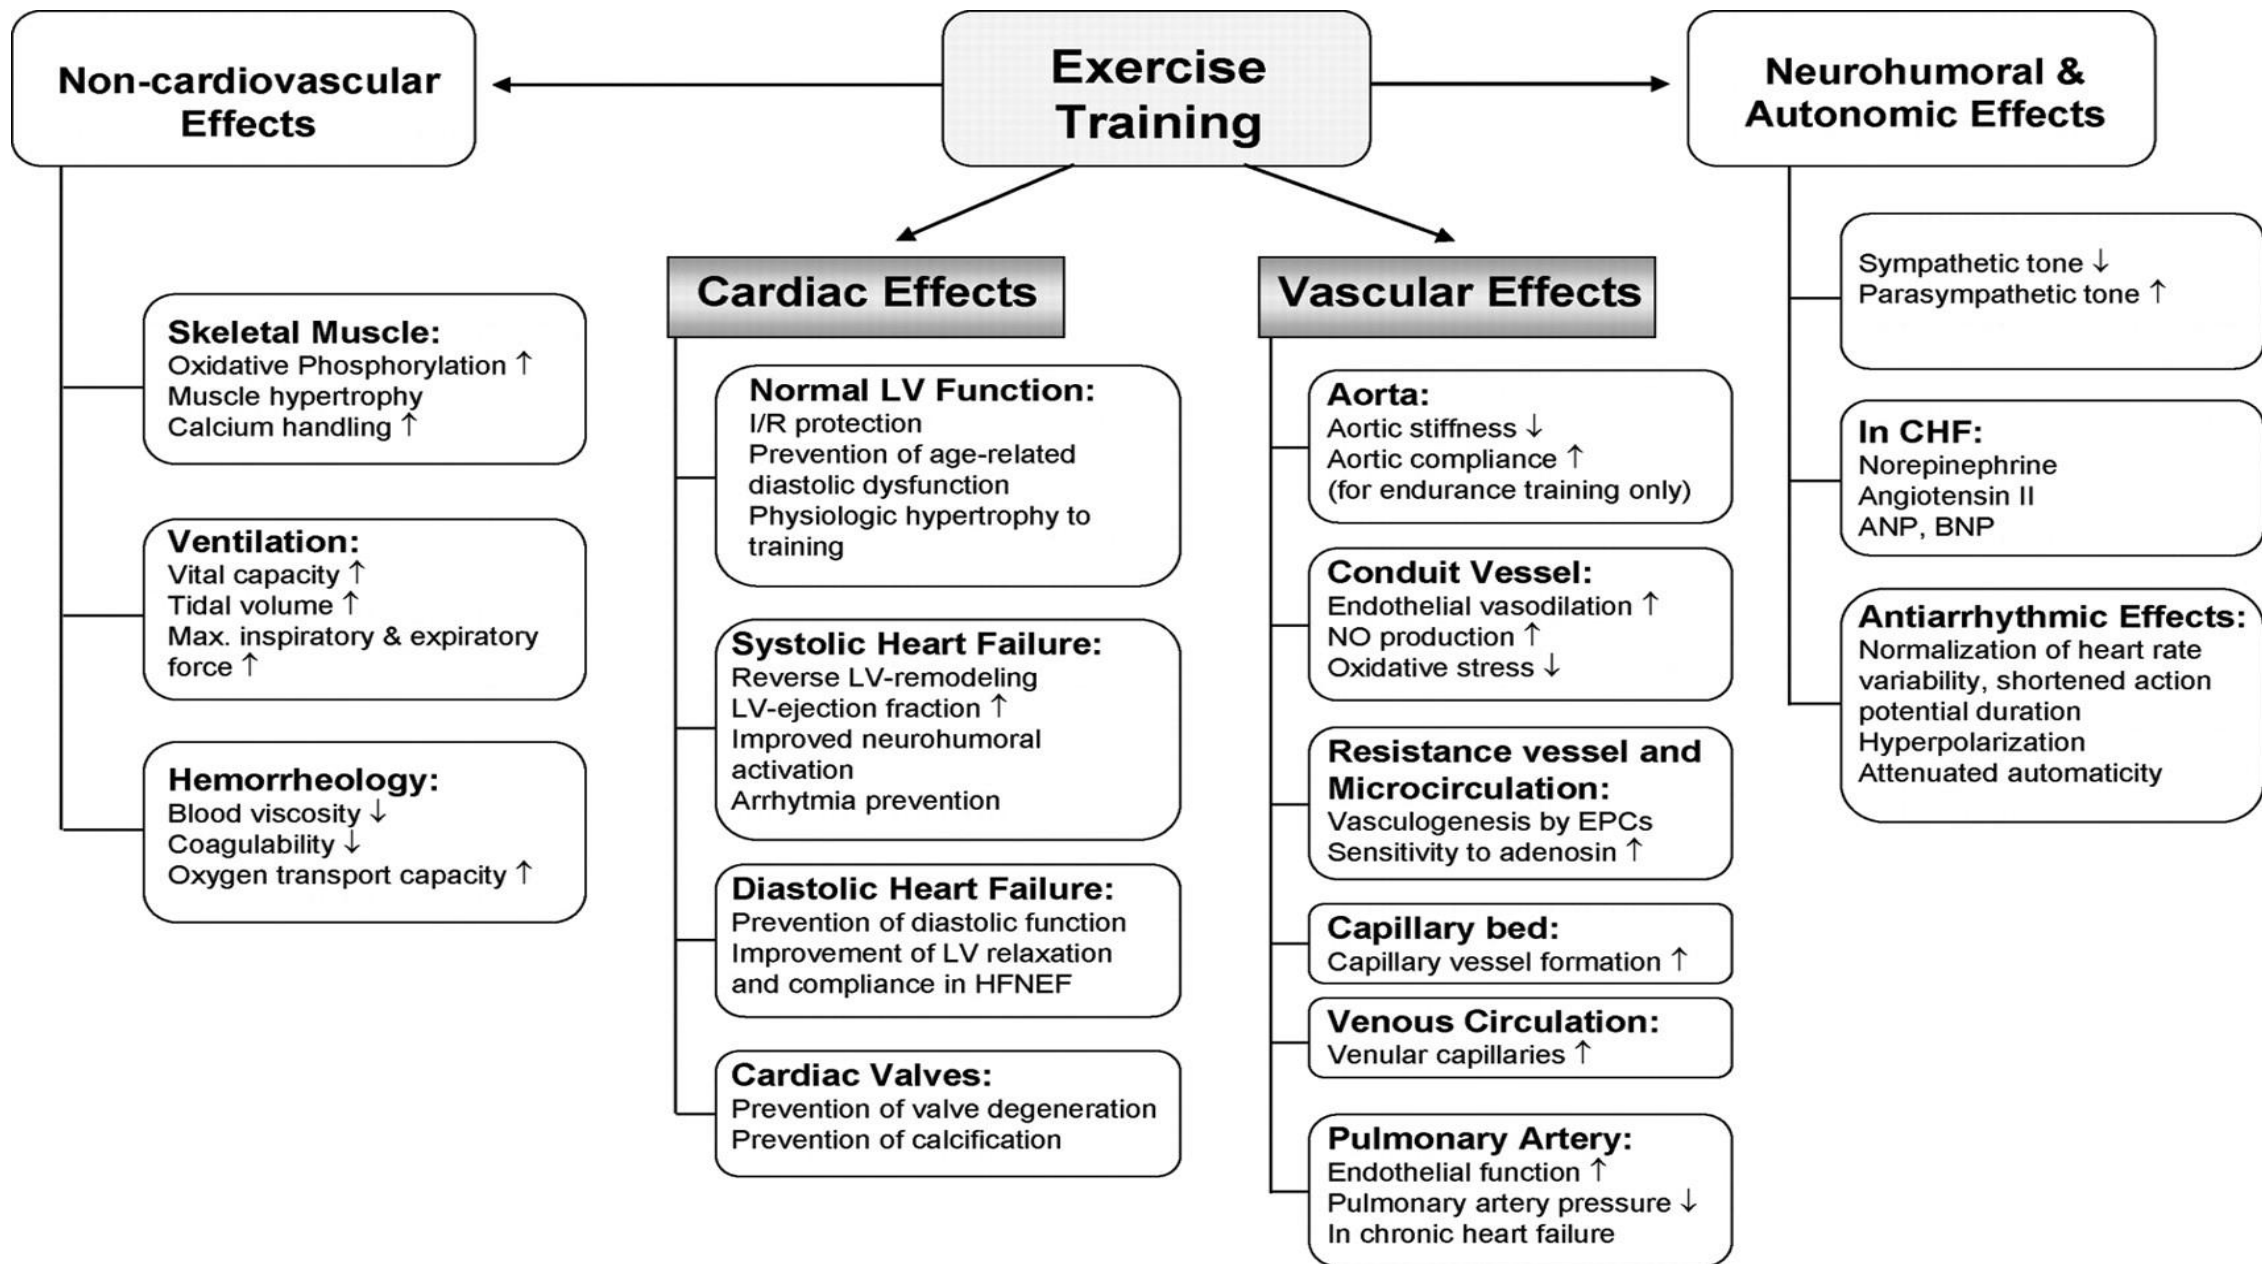 Exercise
Training
Non-cardiovascular
Effects
Skeletal Muscle:
Oxidative Phosphorylation ↑
Muscle hypertrophy
Calcium handling ↑
Ventilation:
Vital capacity ↑
Tidal volume ↑
Max. inspiratory & expiratory
force ↑
Hemorrheology:
Blood viscosity ↓
Coagulability ↓
Oxygen transport capacity ↑
Cardiac Effects
Normal LV Function:
I/R protection
Prevention of age-related
diastolic dysfunction
Physiologic hypertrophy to
training
Systolic Heart Failure:
Reverse LV-remodeling
LV-ejection fraction ↑
Improved neurohumoral
activation
Arrhytmia prevention
Diastolic Heart Failure:
Prevention of diastolic function
Improvement of LV relaxation
and compliance in HFNEF
Cardiac Valves:
Prevention of valve degeneration
Prevention of calcification
Vascular Effects
Aorta:
Aortic stiffness ↓
Aortic compliance ↑
(for endurance training only)
Conduit Vessel:
Endothelial vasodilation ↑
NO production ↑
Oxidative stress ↓
Resistance vessel and
Microcirculation:
Vasculogenesis by EPCs
Sensitivity to adenosin ↑
Capillary bed:
Capillary vessel formation ↑
Venous Circulation:
Venular capillaries ↑
Pulmonary Artery:
Endothelial function ↑
Pulmonary artery pressure ↓
In chronic heart failure
Neurohumoral &
Autonomic Effects
Sympathetic tone ↓
Parasympathetic tone ↑
In CHF:
Norepinephrine
Angiotensin II
ANP, BNP
Antiarrhythmic Effects:
Normalization of heart rate
variability, shortened action
potential duration
Hyperpolarization
Attenuated automaticity